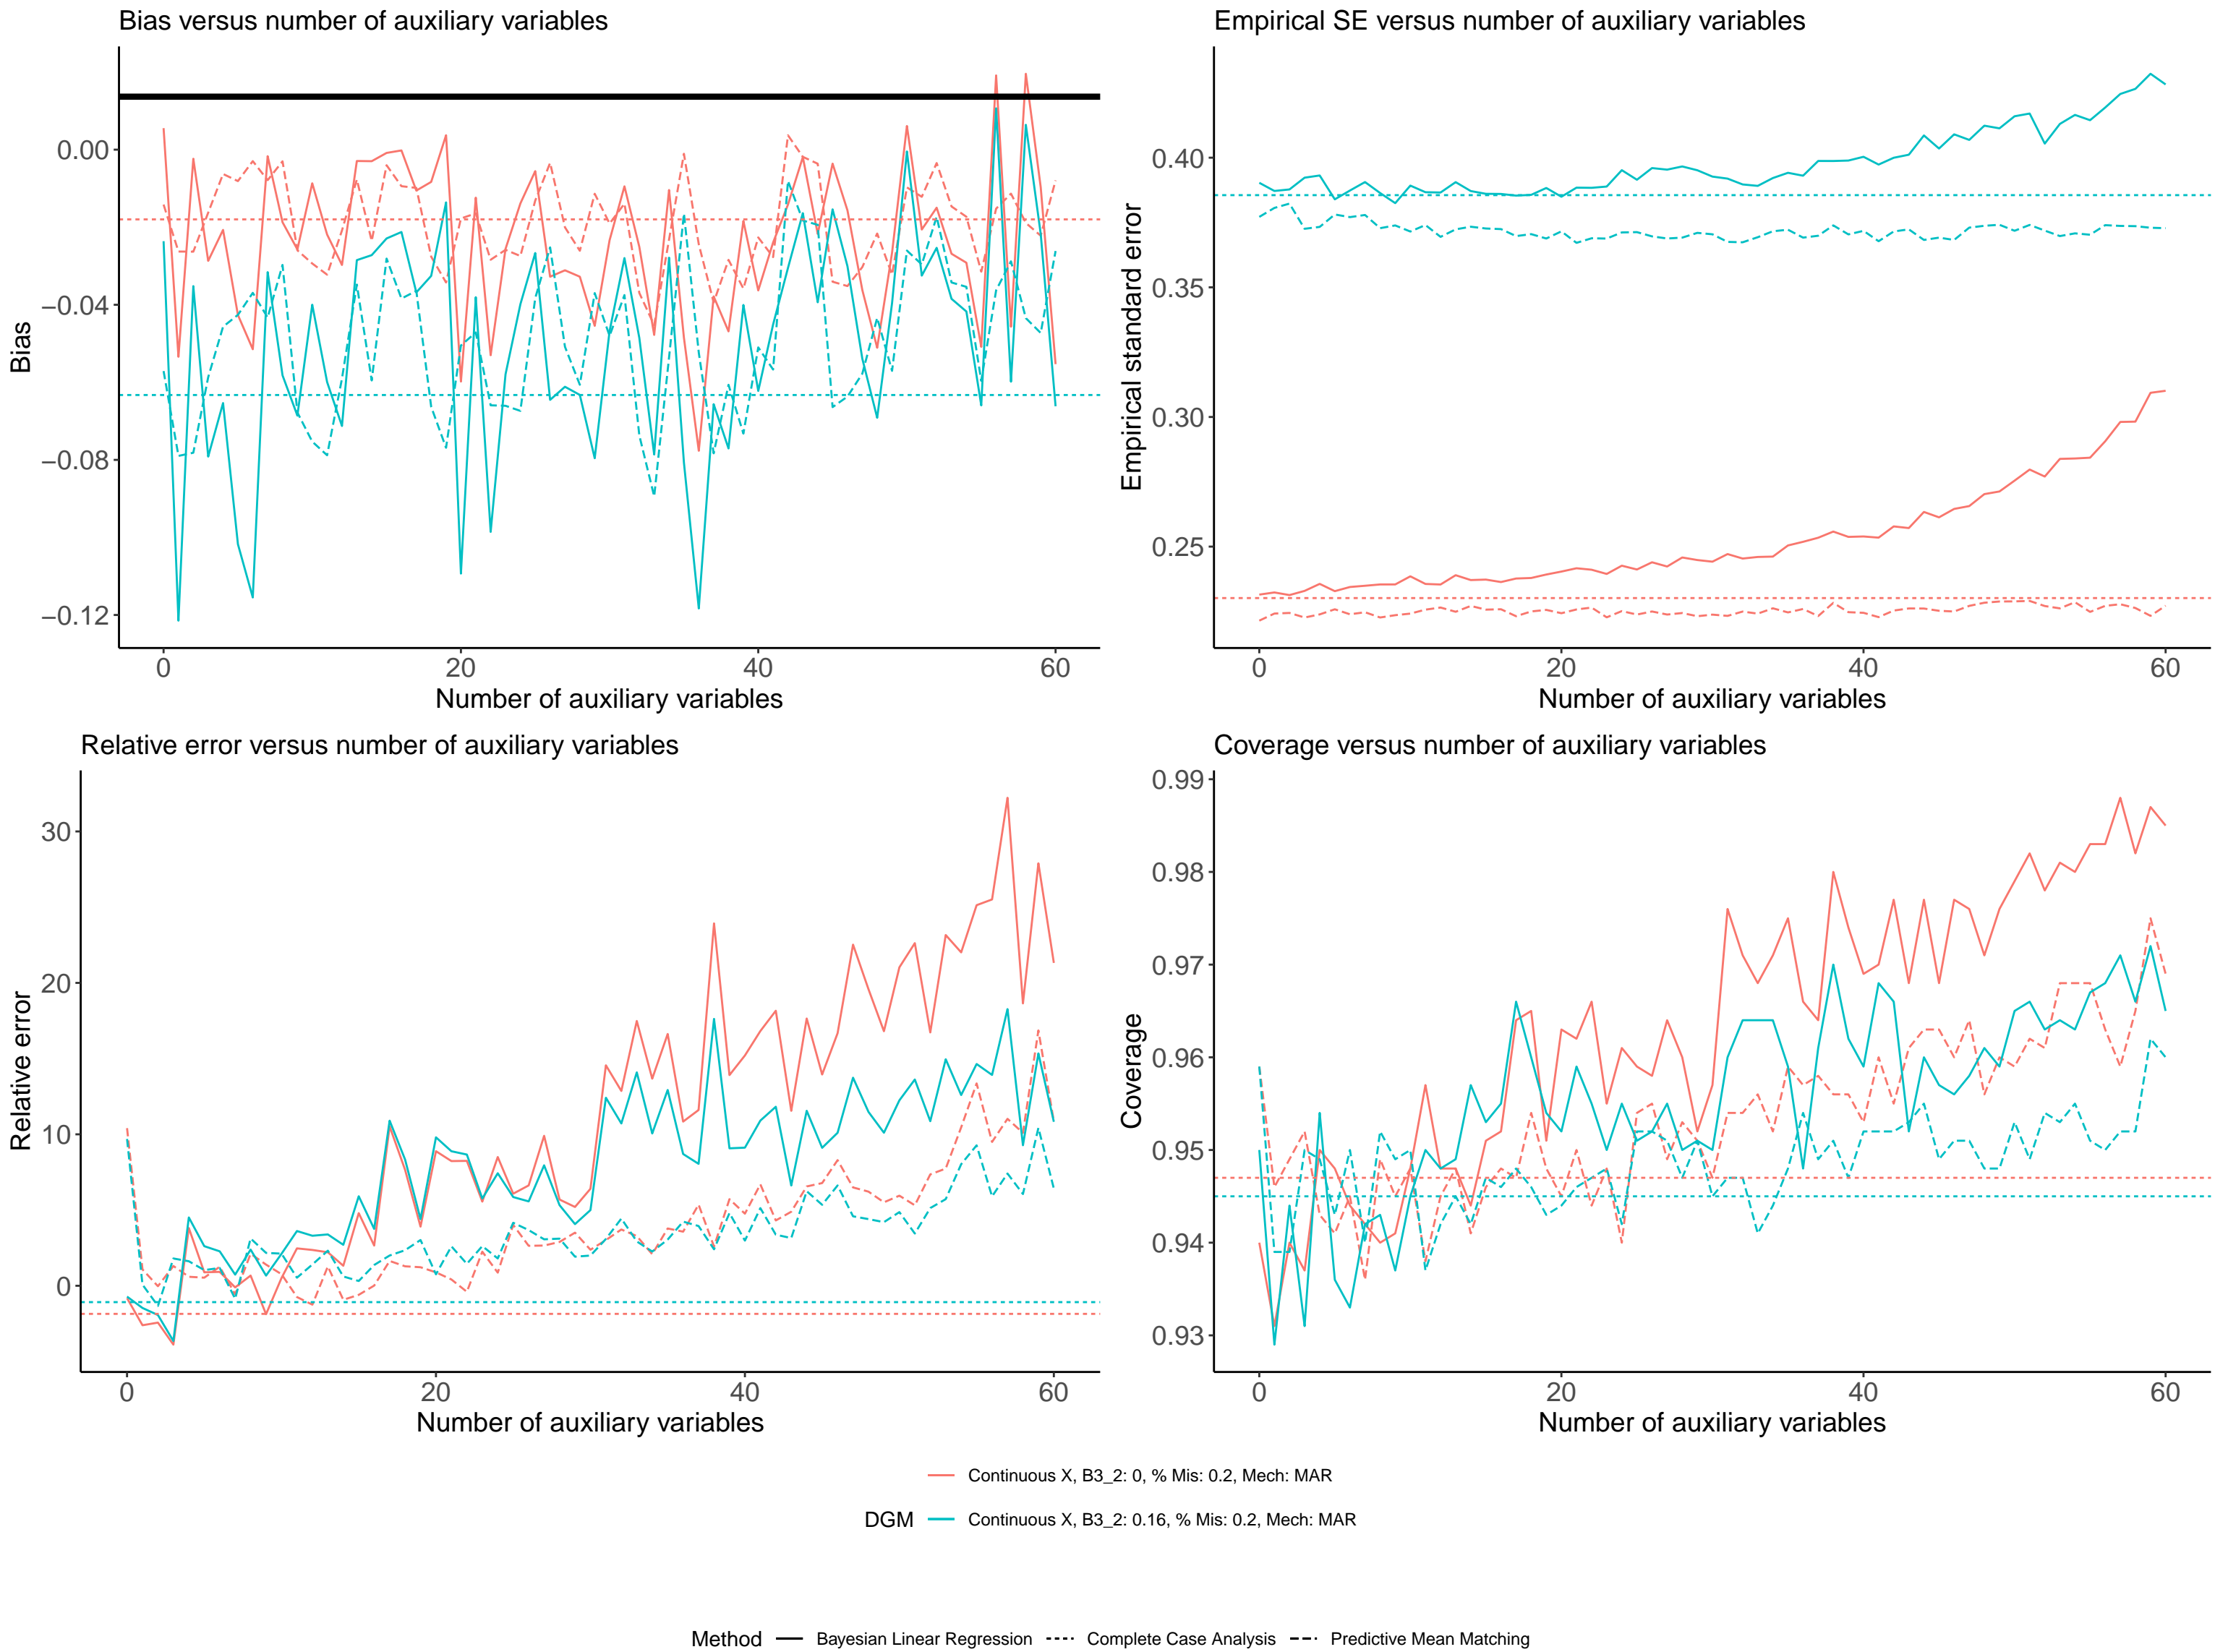 Bias versus number of auxiliary variables
Bias
0.00
−0.04
−0.08
−0.12
0 20 40 60
Number of auxiliary variables
Empirical SE versus number of auxiliary variables
Empirical standard error
0.40
0.35
0.30
0.25
0 20 40 60
Number of auxiliary variables
Relative error versus number of auxiliary variables
Relative error
30
20
10
0
0 20 40 60
Number of auxiliary variables
Coverage versus number of auxiliary variables
Coverage
0.99
0.98
0.97
0.96
0.95
0.94
0.93
0 20 40 60
Number of auxiliary variables
DGM
Continuous X, B3_2: 0, % Mis: 0.2, Mech: MAR
Continuous X, B3_2: 0.16, % Mis: 0.2, Mech: MAR
Method Bayesian Linear Regression Complete Case Analysis Predictive Mean Matching